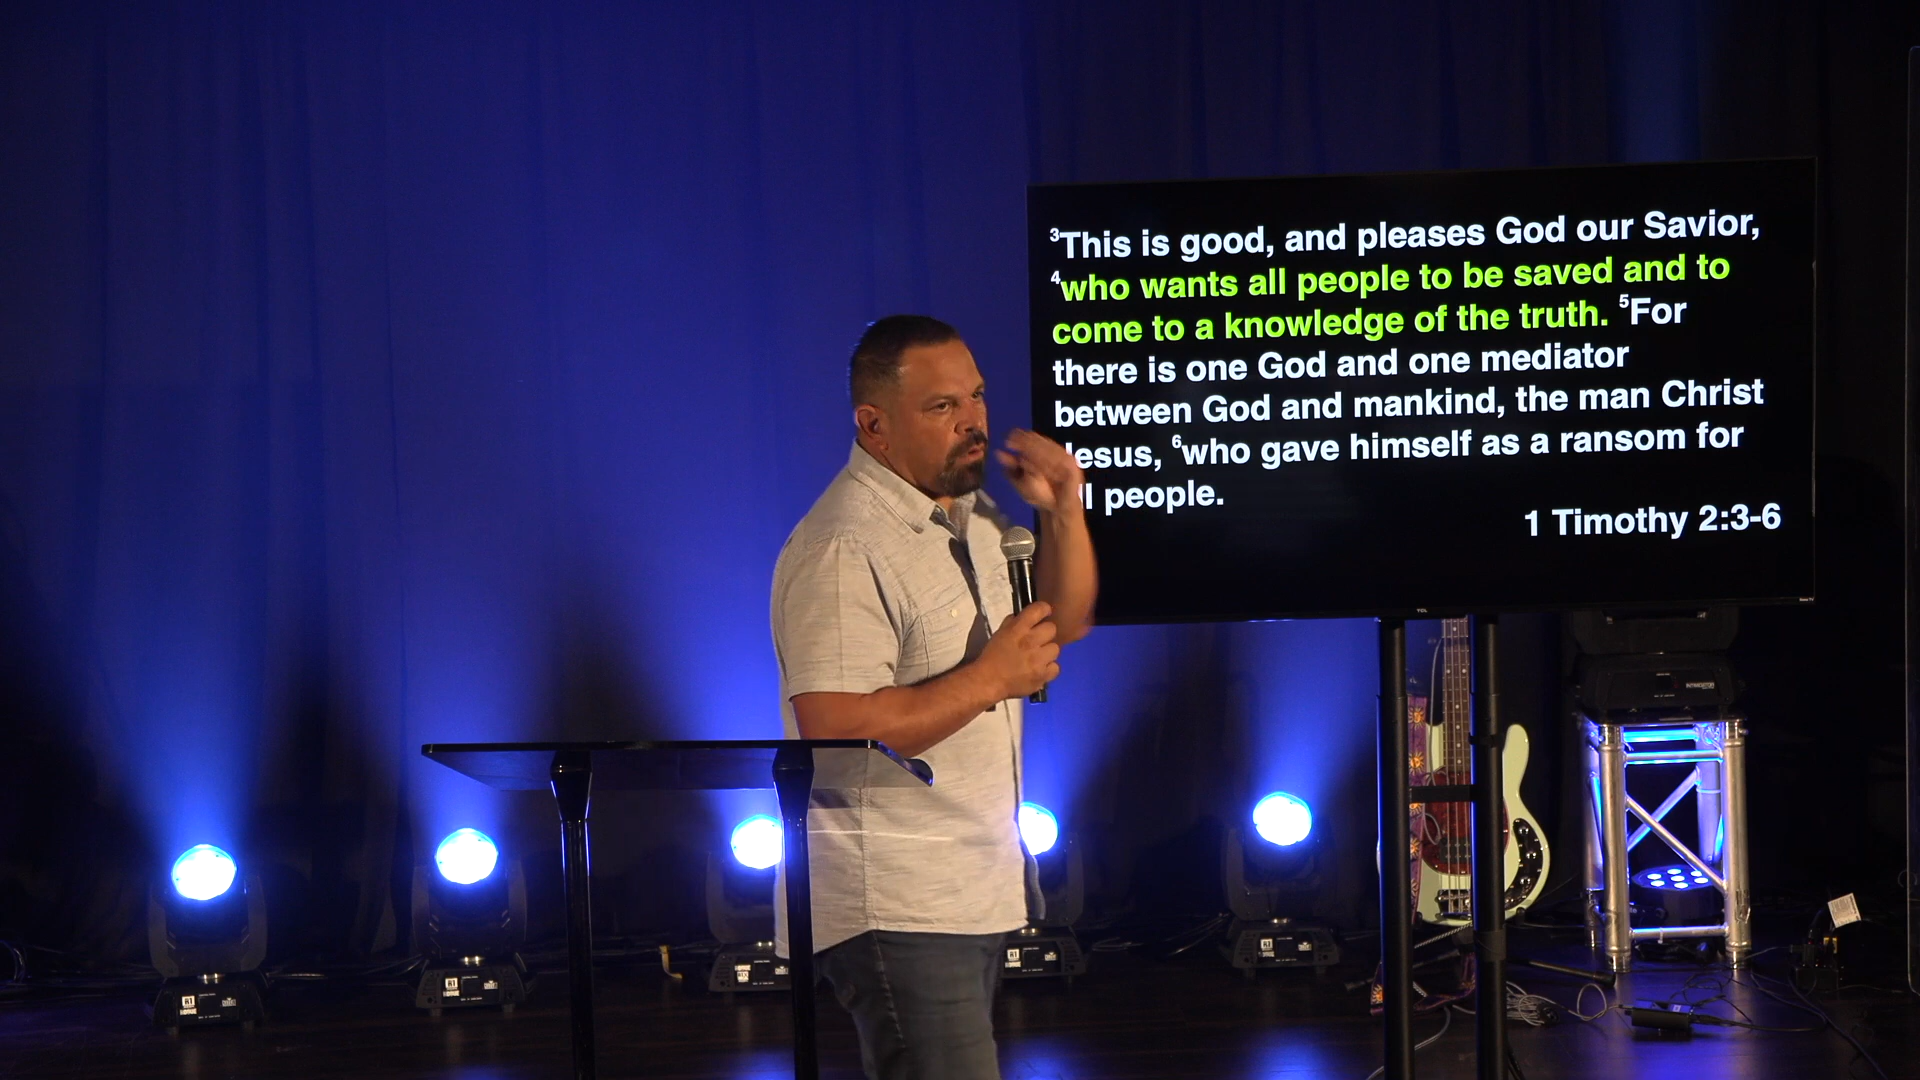 ³This is good, and pleases God our Savior,
⁴who wants all people to be saved and to
come to a knowledge of the truth. ⁵For
there is one God and one mediator
between God and mankind, the man Christ
esus, ⁶who gave himself as a ransom for
ll people.
1 Timothy 2:3-6
TCL